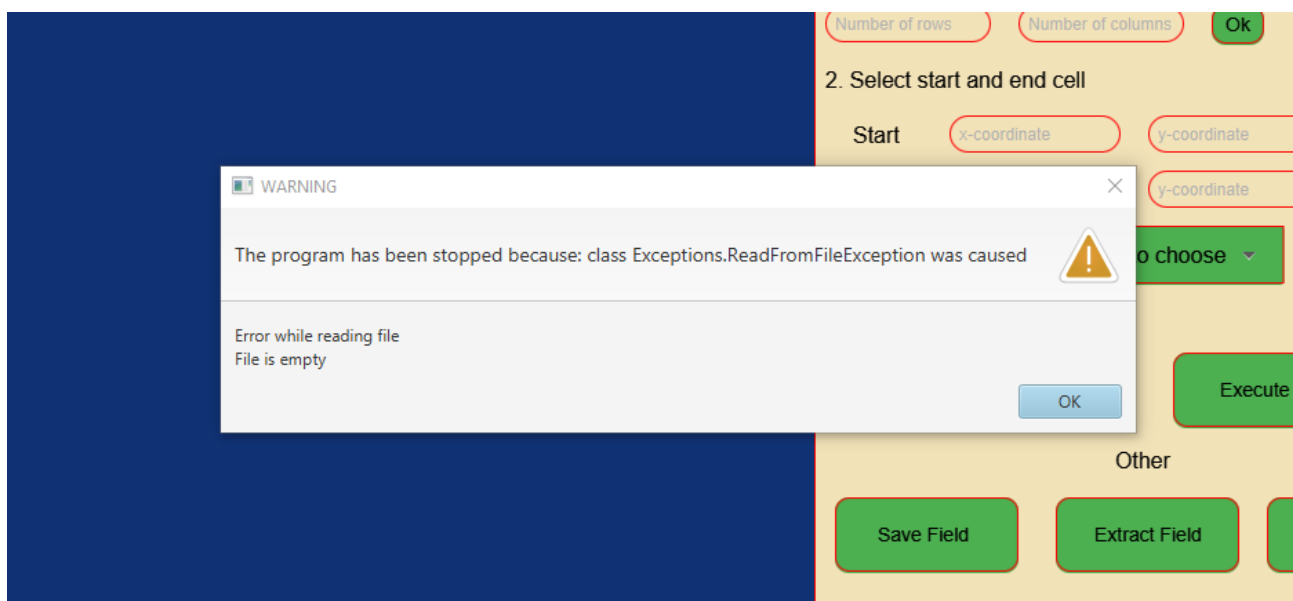 Number of rows
Number of columns
Ok
2. Select start and end cell
Start
x-coordinate
y-coordinate
WARNING
y-coordinate
The program has been stopped because: class Exceptions.ReadFromFileException was caused
o choose
Error while reading file
File is empty
OK
Execute
Other
Save Field
Extract Field